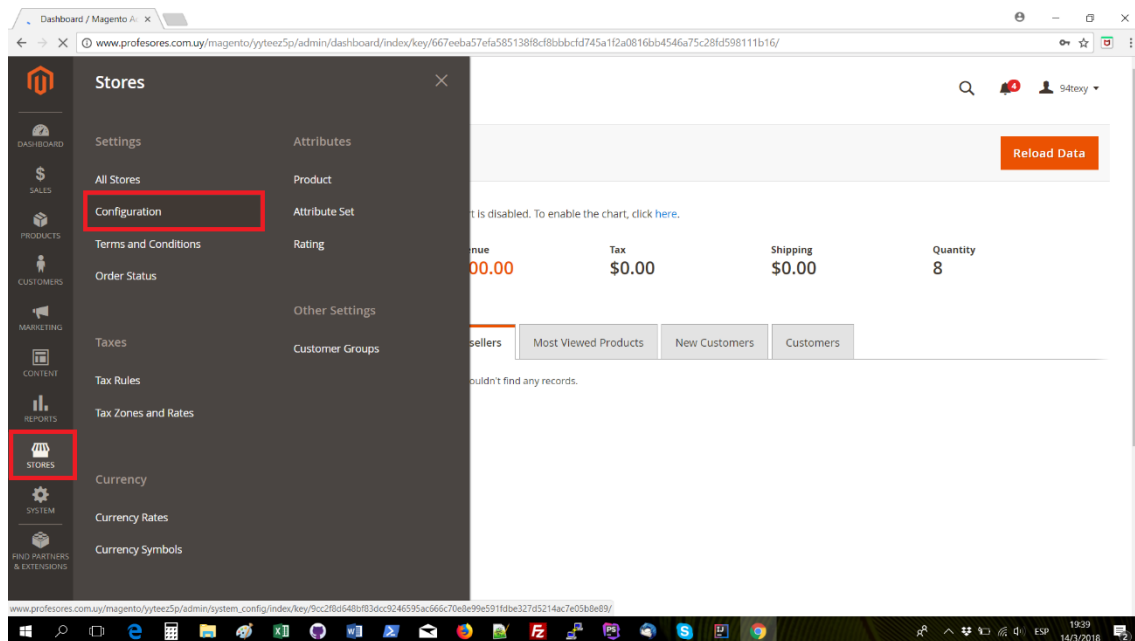 Dashboard / Magento Ad
www.profesores.com.uy/magento/yyteez5p/admin/dashboard/index/key/667eeba57efa585138f8cf8bbbcfd745a1f2a0816bb4546a75c28fd598111b16/
Stores
4
94texy
DASHBOARD
SALES
PRODUCTS
CUSTOMERS
MARKETING
CONTENT
REPORTS
STORES
SYSTEM
FIND PARTNERS
& EXTENSIONS
Settings
All Stores
Configuration
Terms and Conditions
Order Status
Taxes
Tax Rules
Tax Zones and Rates
Currency
Currency Rates
Currency Symbols
Attributes
Product
Attribute Set
Rating
Other Settings
Customer Groups
Reload Data
t is disabled. To enable the chart, click here.
nue
00.00
Tax
$0.00
Shipping
$0.00
Quantity
8
sellers
Most Viewed Products
New Customers
Customers
ouldn't find any records.
www.profesores.com.uy/magento/yyteez5p/admin/system_config/index/key/9cc2f8d648bf83dcc9246595ac666c70e8e99e591fdbe327d5214ac7e05b8e89/
ESP
19:39
14/3/2018